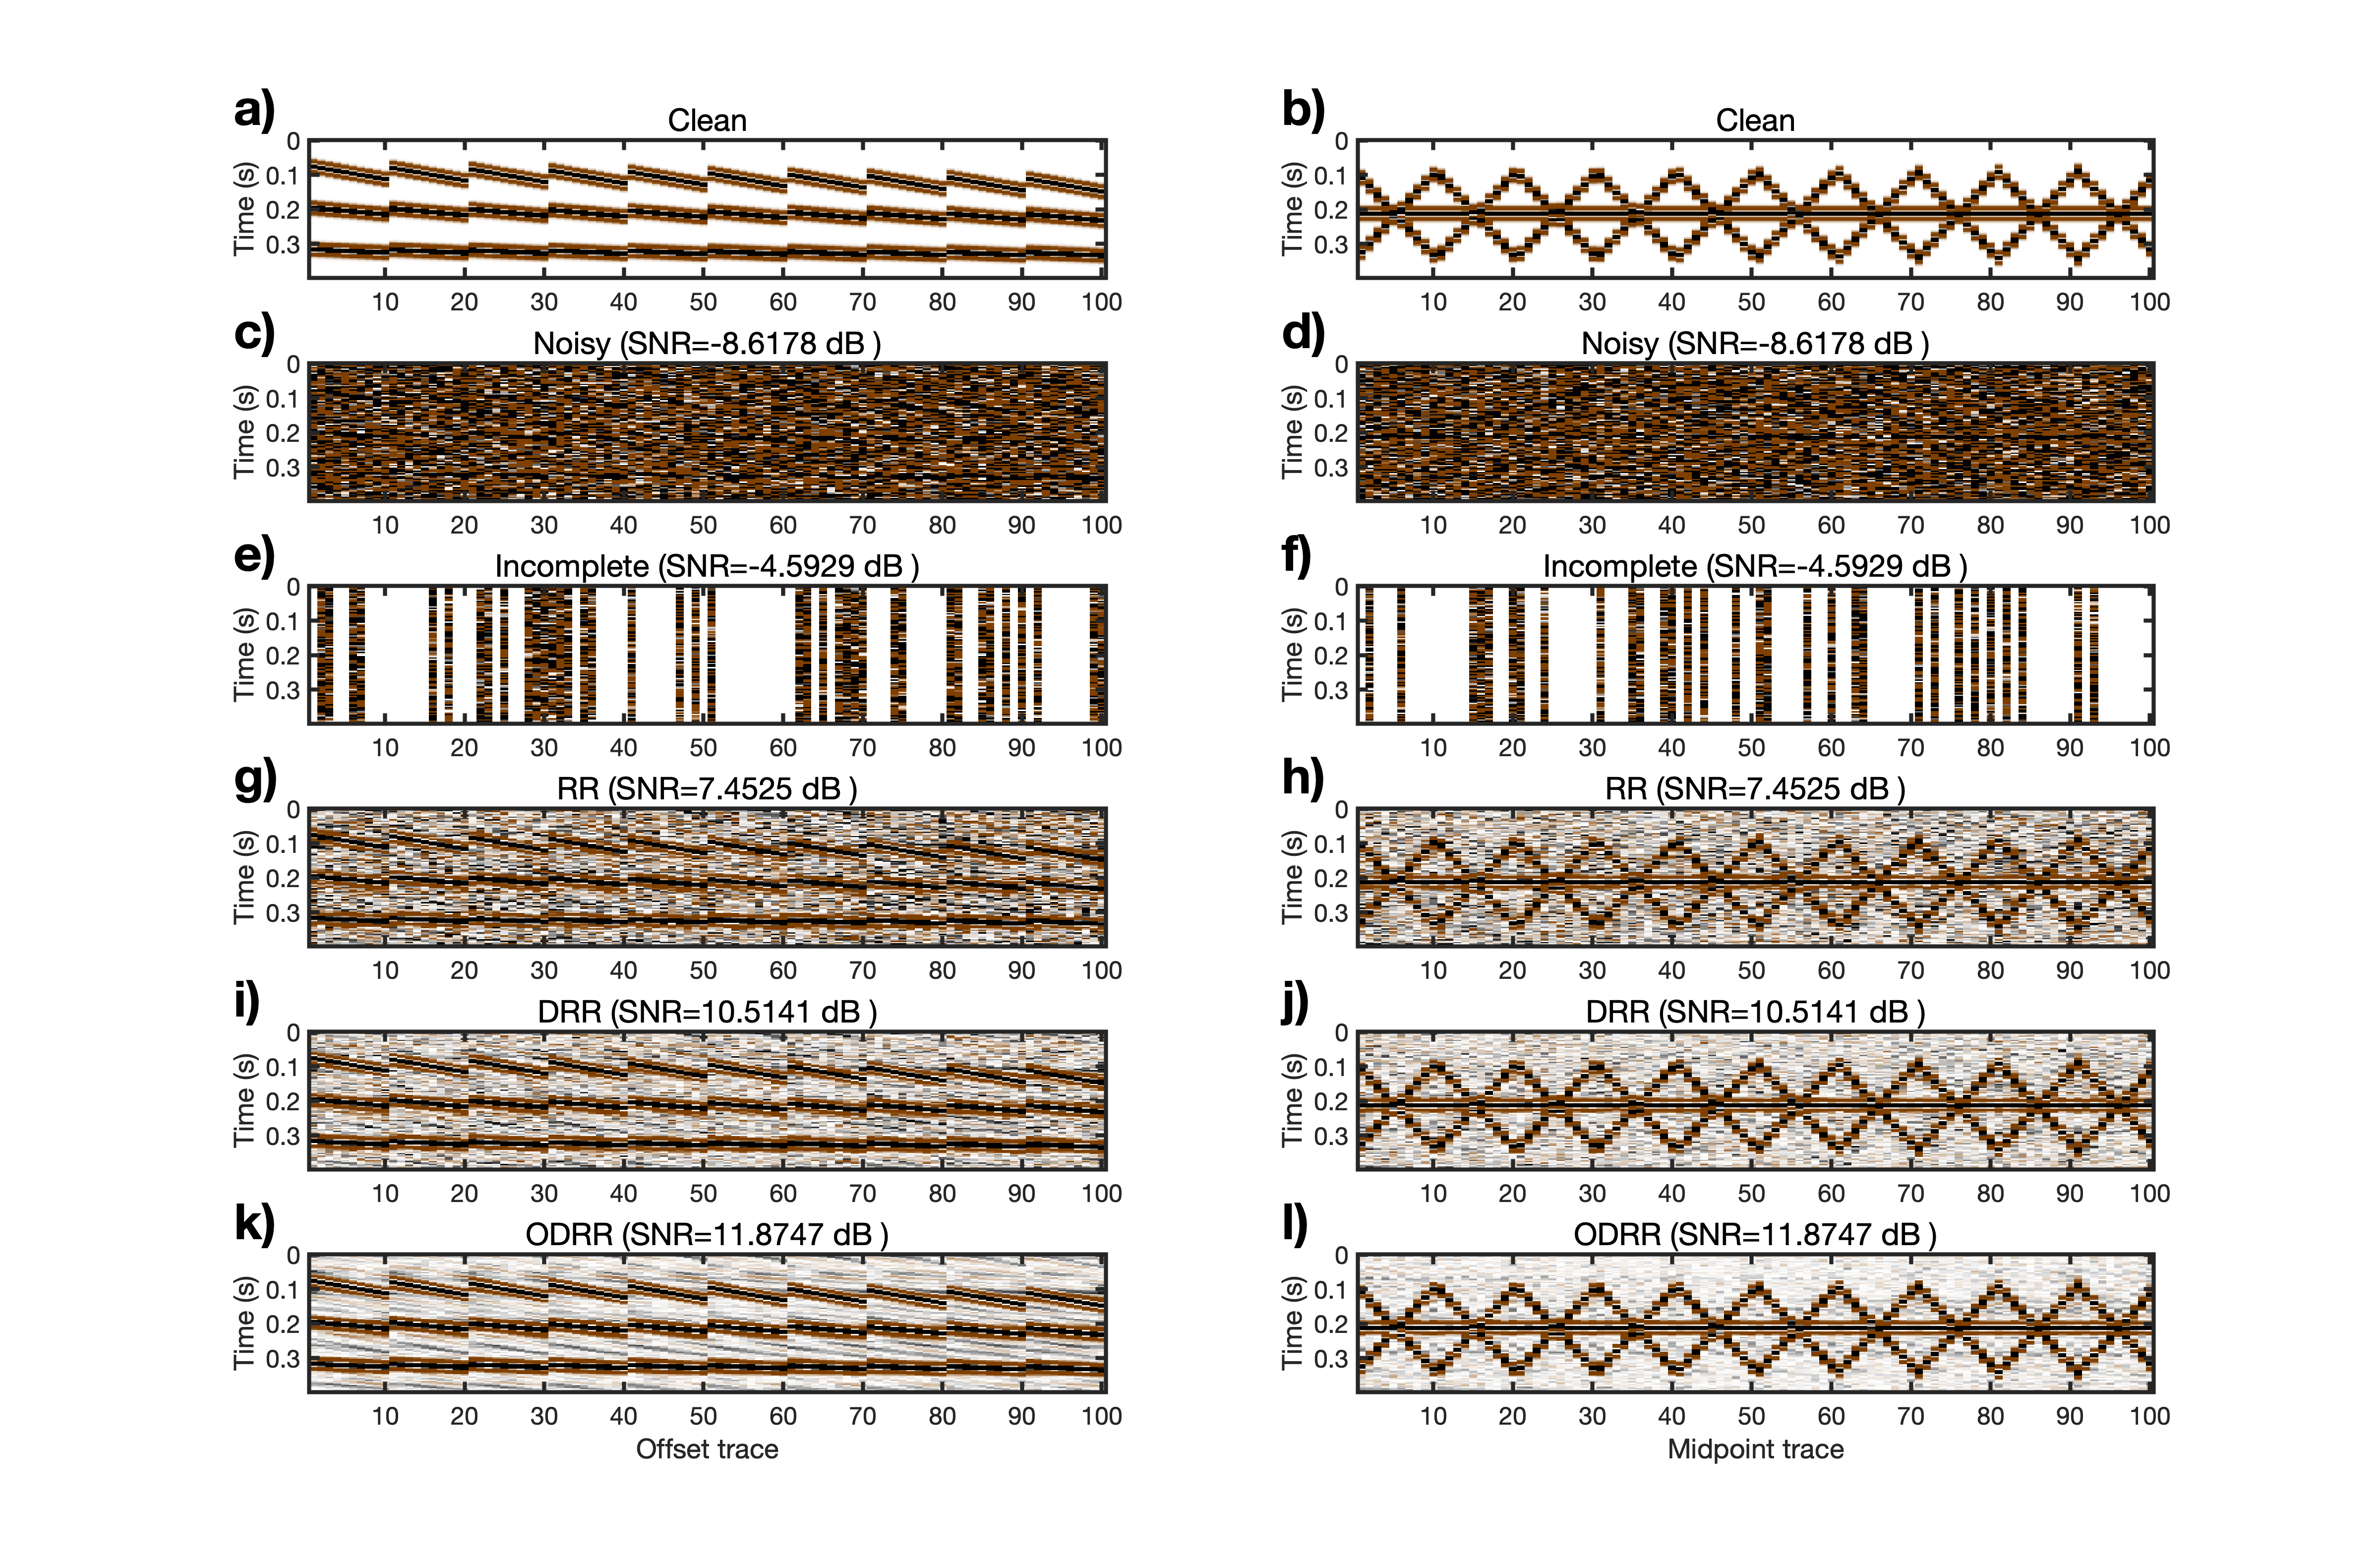 a)
Clean
Time (s)
0
0.1
0.2
0.3
10 20 30 40 50 60 70 80 90 100
b)
Clean
Time (s)
0
0.1
0.2
0.3
10 20 30 40 50 60 70 80 90 100
c)
Noisy (SNR=-8.6178 dB )
Time (s)
0
0.1
0.2
0.3
10 20 30 40 50 60 70 80 90 100
d)
Noisy (SNR=-8.6178 dB )
Time (s)
0
0.1
0.2
0.3
10 20 30 40 50 60 70 80 90 100
e)
Incomplete (SNR=-4.5929 dB )
Time (s)
0
0.1
0.2
0.3
10 20 30 40 50 60 70 80 90 100
f)
Incomplete (SNR=-4.5929 dB )
Time (s)
0
0.1
0.2
0.3
10 20 30 40 50 60 70 80 90 100
g)
RR (SNR=7.4525 dB )
Time (s)
0
0.1
0.2
0.3
10 20 30 40 50 60 70 80 90 100
h)
RR (SNR=7.4525 dB )
Time (s)
0
0.1
0.2
0.3
10 20 30 40 50 60 70 80 90 100
i)
DRR (SNR=10.5141 dB )
Time (s)
0
0.1
0.2
0.3
10 20 30 40 50 60 70 80 90 100
j)
DRR (SNR=10.5141 dB )
Time (s)
0
0.1
0.2
0.3
10 20 30 40 50 60 70 80 90 100
k)
ODRR (SNR=11.8747 dB )
Time (s)
0
0.1
0.2
0.3
10 20 30 40 50 60 70 80 90 100
Offset trace
l)
ODRR (SNR=11.8747 dB )
Time (s)
0
0.1
0.2
0.3
10 20 30 40 50 60 70 80 90 100
Midpoint trace